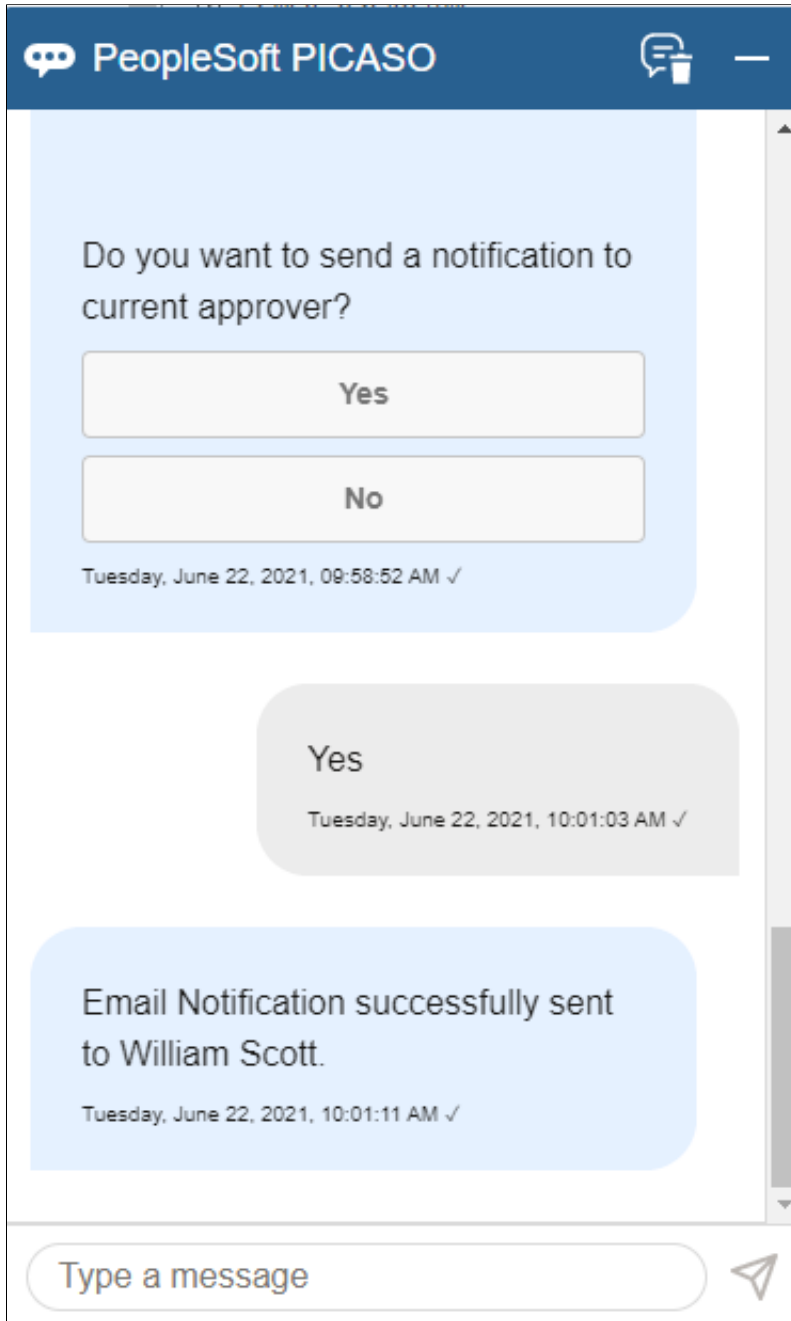 PeopleSoft PICASO
Do you want to send a notification to
current approver?
Yes
No
Tuesday, June 22, 2021, 09:58:52 AM ✓
Yes
Tuesday, June 22, 2021, 10:01:03 AM ✓
Email Notification successfully sent
to William Scott.
Tuesday, June 22, 2021, 10:01:11 AM ✓
Type a message